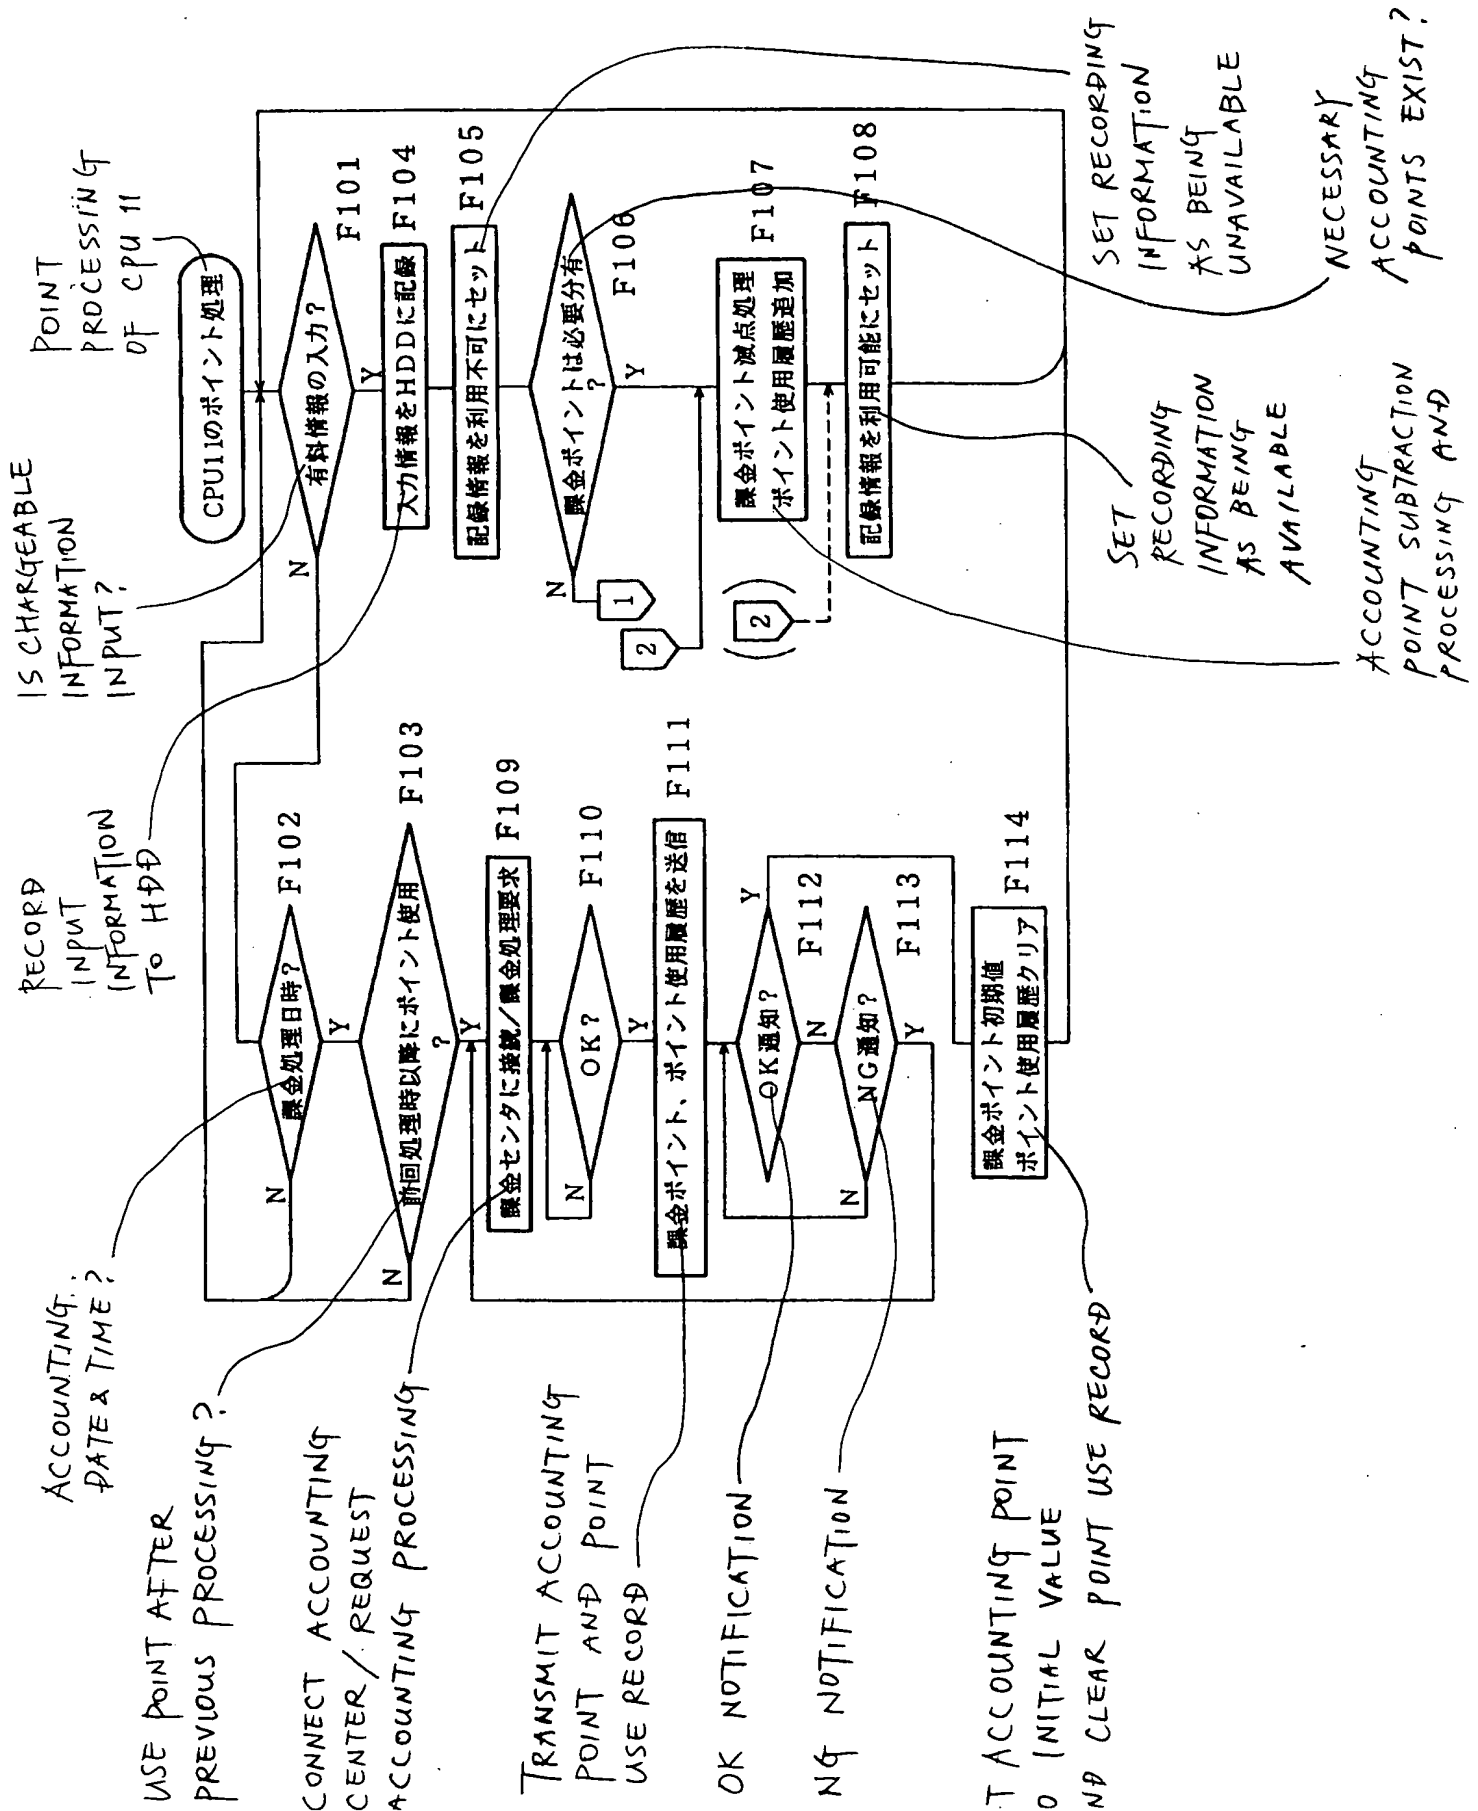 POINT
PROCESSING
OF CPU 11
CPU11のポイント処理
IS CHARGEABLE
INFORMATION
INPUT?
有料情報の入力?
F101
Y
N
RECORD
INPUT
INFORMATION
TO HDD
入力情報をHDDに記録
F104
記録情報を利用不可にセット
F105
SET RECORDING
INFORMATION
AS BEING
UNAVAILABLE
課金ポイントは必要分有
?
F106
Y
N
1
2
NECESSARY
ACCOUNTING
POINTS EXIST?
課金ポイント減点処理
ポイント使用履歴追加
F107
ACCOUNTING
POINT SUBTRACTION
PROCESSING AND
(2)
記録情報を利用可能にセット
F108
SET
RECORDING
INFORMATION
AS BEING
AVAILABLE
ACCOUNTING
DATE & TIME?
課金処理日時?
F102
N
Y
USE POINT AFTER
PREVIOUS PROCESSING?
前回処理時以降にポイント使用
?
F103
N
Y
CONNECT ACCOUNTING
CENTER / REQUEST
ACCOUNTING PROCESSING
課金センタに接続/課金処理要求
F109
OK?
F110
N
Y
TRANSMIT ACCOUNTING
POINT AND POINT
USE RECORD
課金ポイント、ポイント使用履歴を送信
F111
OK NOTIFICATION
OK通知?
F112
Y
N
NG NOTIFICATION
NG通知?
F113
N
Y
課金ポイント初期値
ポイント使用履歴クリア
F114
T ACCOUNTING POINT
O INITIAL VALUE
ND CLEAR POINT USE RECORD